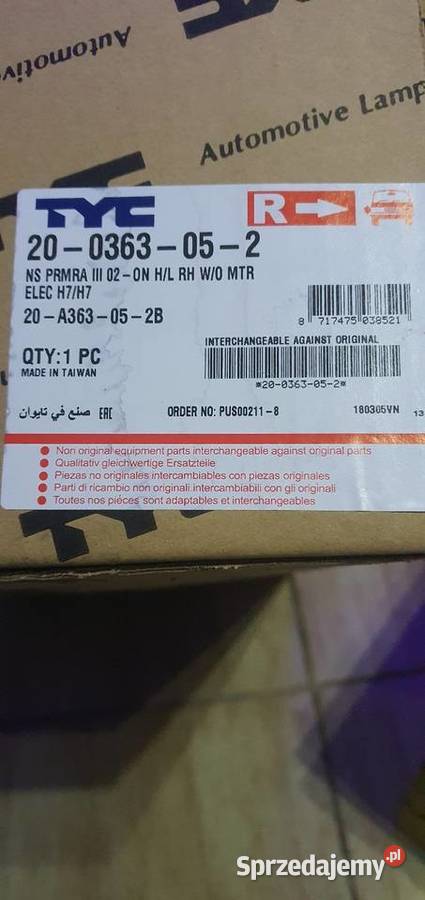 Automotive
Automotive Lamp
TYC
R
20-0363-05-2
NS PRMRA III 02-ON H/L RH W/O MTR
ELEC H7/H7
20-A363-05-2B
8 717475 038521
INTERCHANGEABLE AGAINST ORIGINAL
QTY:1 PC
MADE IN TAIWAN
*20-0363-05-2*
صنع في تايوان EAC ORDER NO: PUS00211-8 180305VN 13
Non original equipment parts interchangeable against original parts
Qualitativ gleichwertige Ersatzteile
Piezas no originales intercambiables con piezas originales
Parti di ricambio non originali intercambiabili con gli originali
Toutes nos piéces sont adaptables et interchangeables
Sprzedajemy.pl